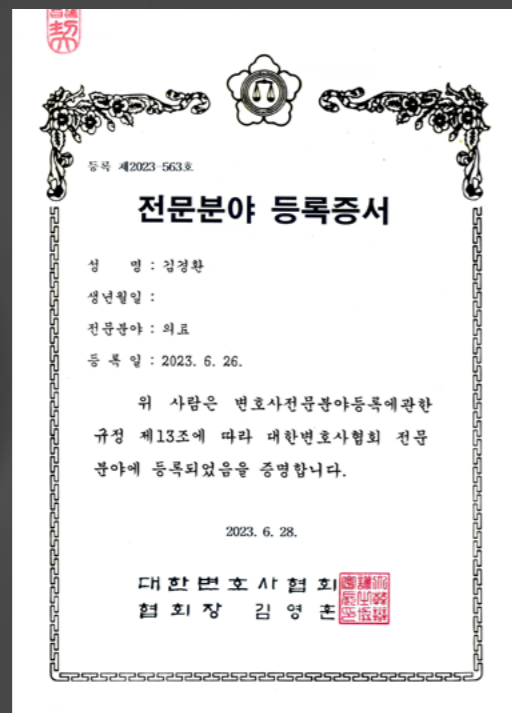 등록 제2023-563호
전문분야 등록증서
성 명 : 김경환
생년월일 :
전문분야 : 의료
등 록 일 : 2023. 6. 26.
위 사람은 변호사전문분야등록에관한
규정 제13조에 따라 대한변호사협회 전문
분야에 등록되었음을 증명합니다.
2023. 6. 28.
대한변호사협회
협회장 김영훈